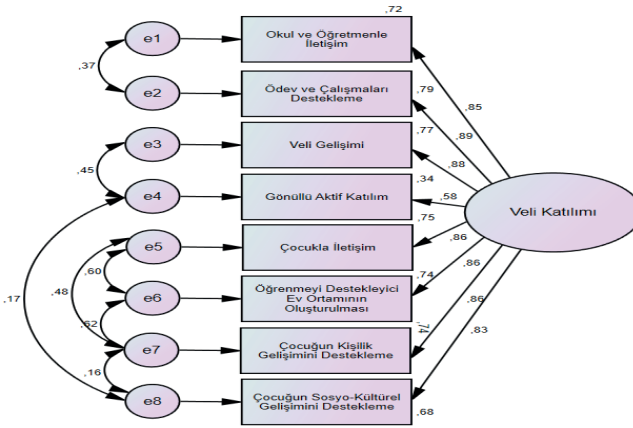 ,72
e1
Okul ve Öğretmenle
İletişim
,37
e2
Ödev ve Çalışmaları
Destekleme
,79
,85
,77
,89
e3
Veli Gelişimi
,88
,45
,34
e4
Gönüllü Aktif Katılım
,58
Veli Katılımı
,75
e5
Çocukla İletişim
,86
,60
,74
,86
e6
Öğrenmeyi Destekleyici
Ev Ortamının
Oluşturulması
,17
,48
,62
,74
,86
e7
Çocuğun Kişilik
Gelişimini Destekleme
,83
,16
e8
Çocuğun Sosyo-Kültürel
Gelişimini Destekleme
,68